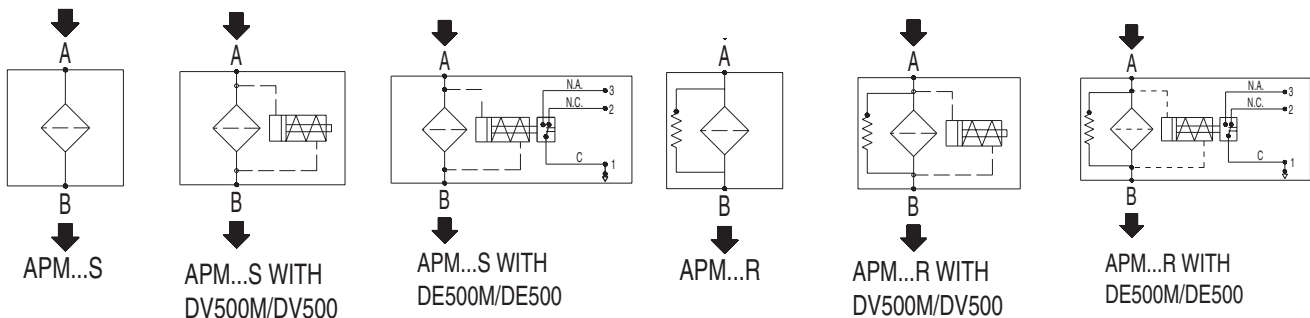 A
B
APM...S
A
B
APM...S WITH
DV500M/DV500
A
N.A.
3
N.C.
2
C
1
B
APM...S WITH
DE500M/DE500
A
B
APM...R
A
B
APM...R WITH
DV500M/DV500
A
N.A.
3
N.C.
2
C
1
B
APM...R WITH
DE500M/DE500